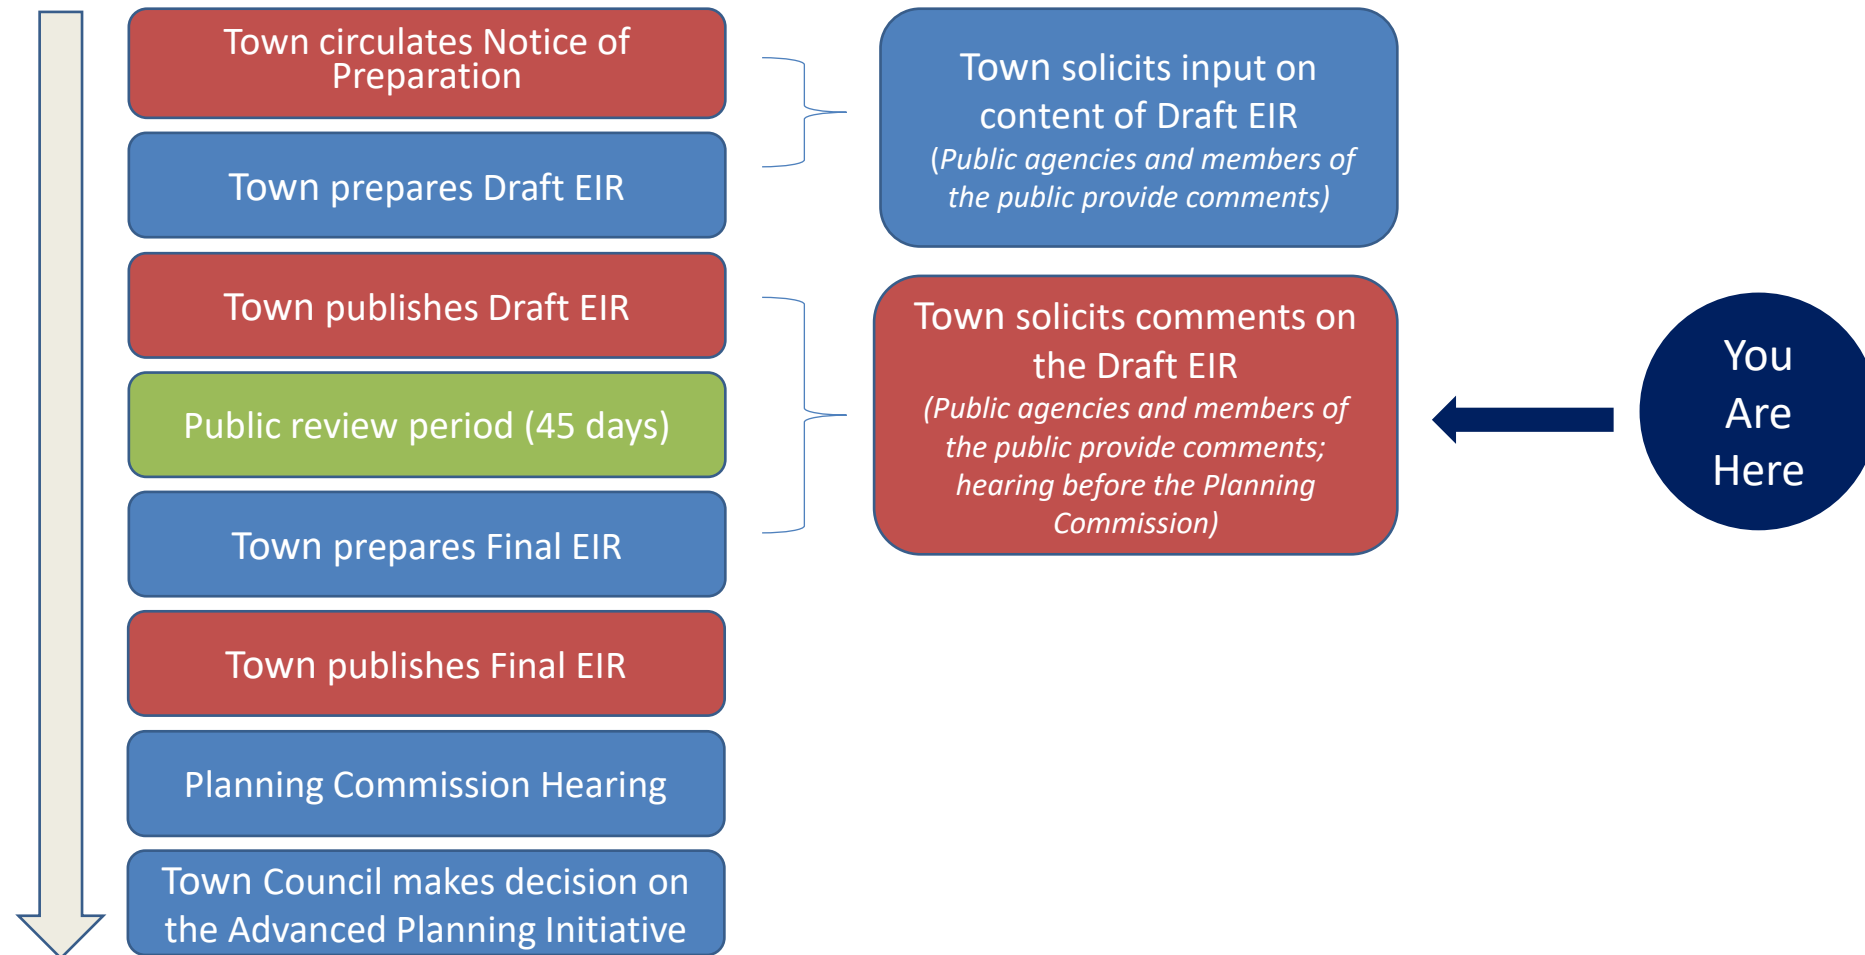 Town circulates Notice of
Preparation
Town prepares Draft EIR
Town publishes Draft EIR
Public review period (45 days)
Town prepares Final EIR
Town publishes Final EIR
Planning Commission Hearing
Town Council makes decision on
the Advanced Planning Initiative
Town solicits input on
content of Draft EIR
(Public agencies and members of
the public provide comments)
Town solicits comments on
the Draft EIR
(Public agencies and members of
the public provide comments;
hearing before the Planning
Commission)
You
Are
Here